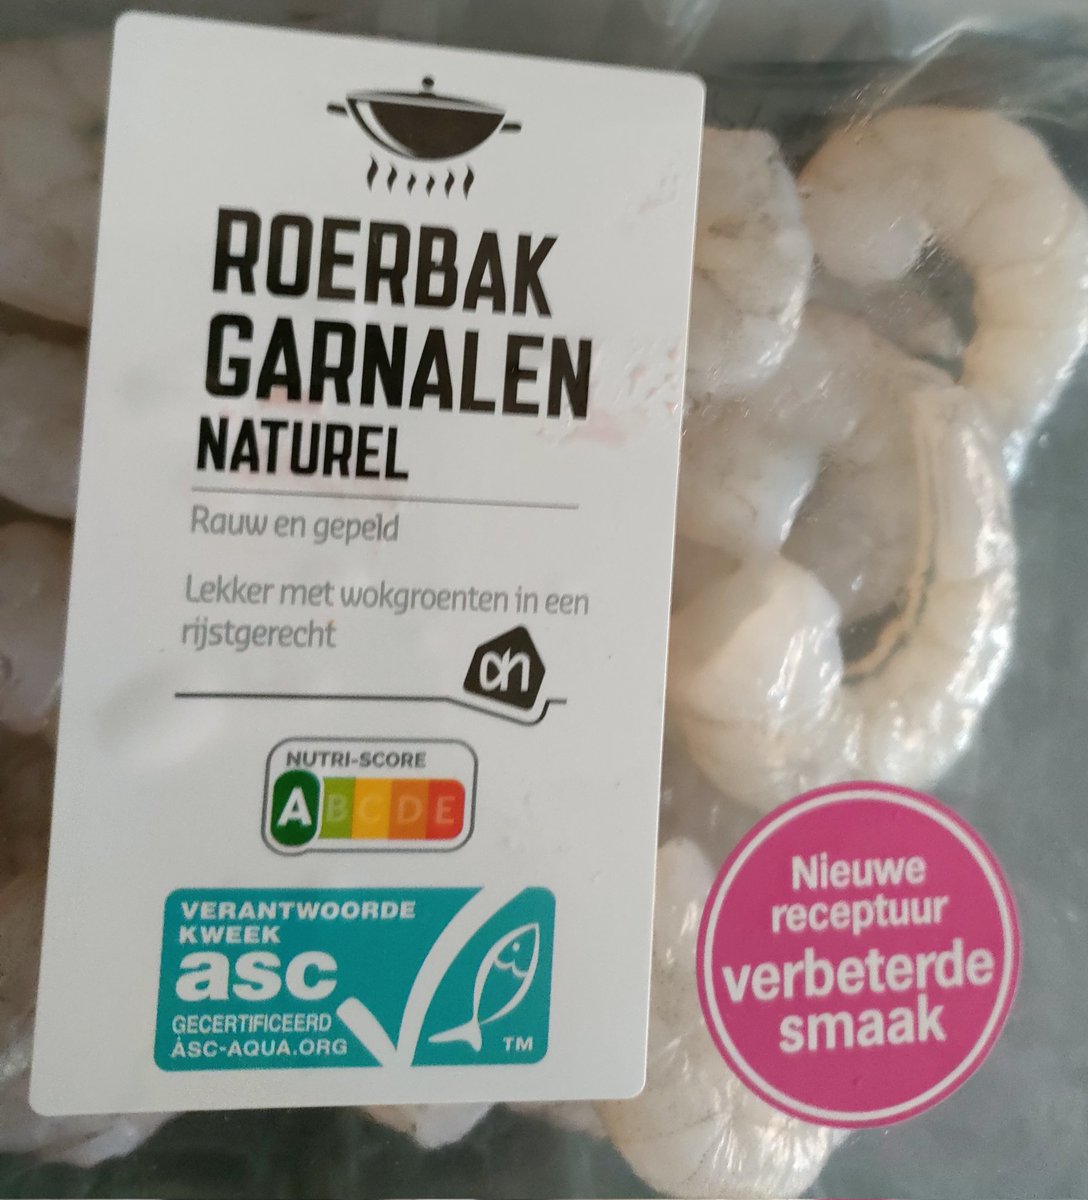 ROERBAK
GARNALEN
NATUREL
Rauw en gepeld
Lekker met wokgroenten in een
rijstgerecht
ah
NUTRI-SCORE
A B C D E
VERANTWOORDE
KWEEK
asc
GECERTIFICEERD
ASC-AQUA.ORG
TM
Nieuwe
receptuur
verbeterde
smaak